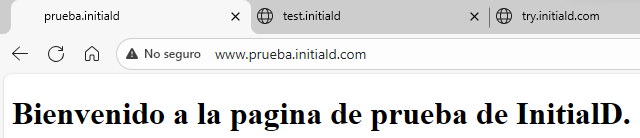 prueba.initiald
test.initiald
try.initiald.com
No seguro
www.prueba.initiald.com
Bienvenido a la pagina de prueba de InitialD.